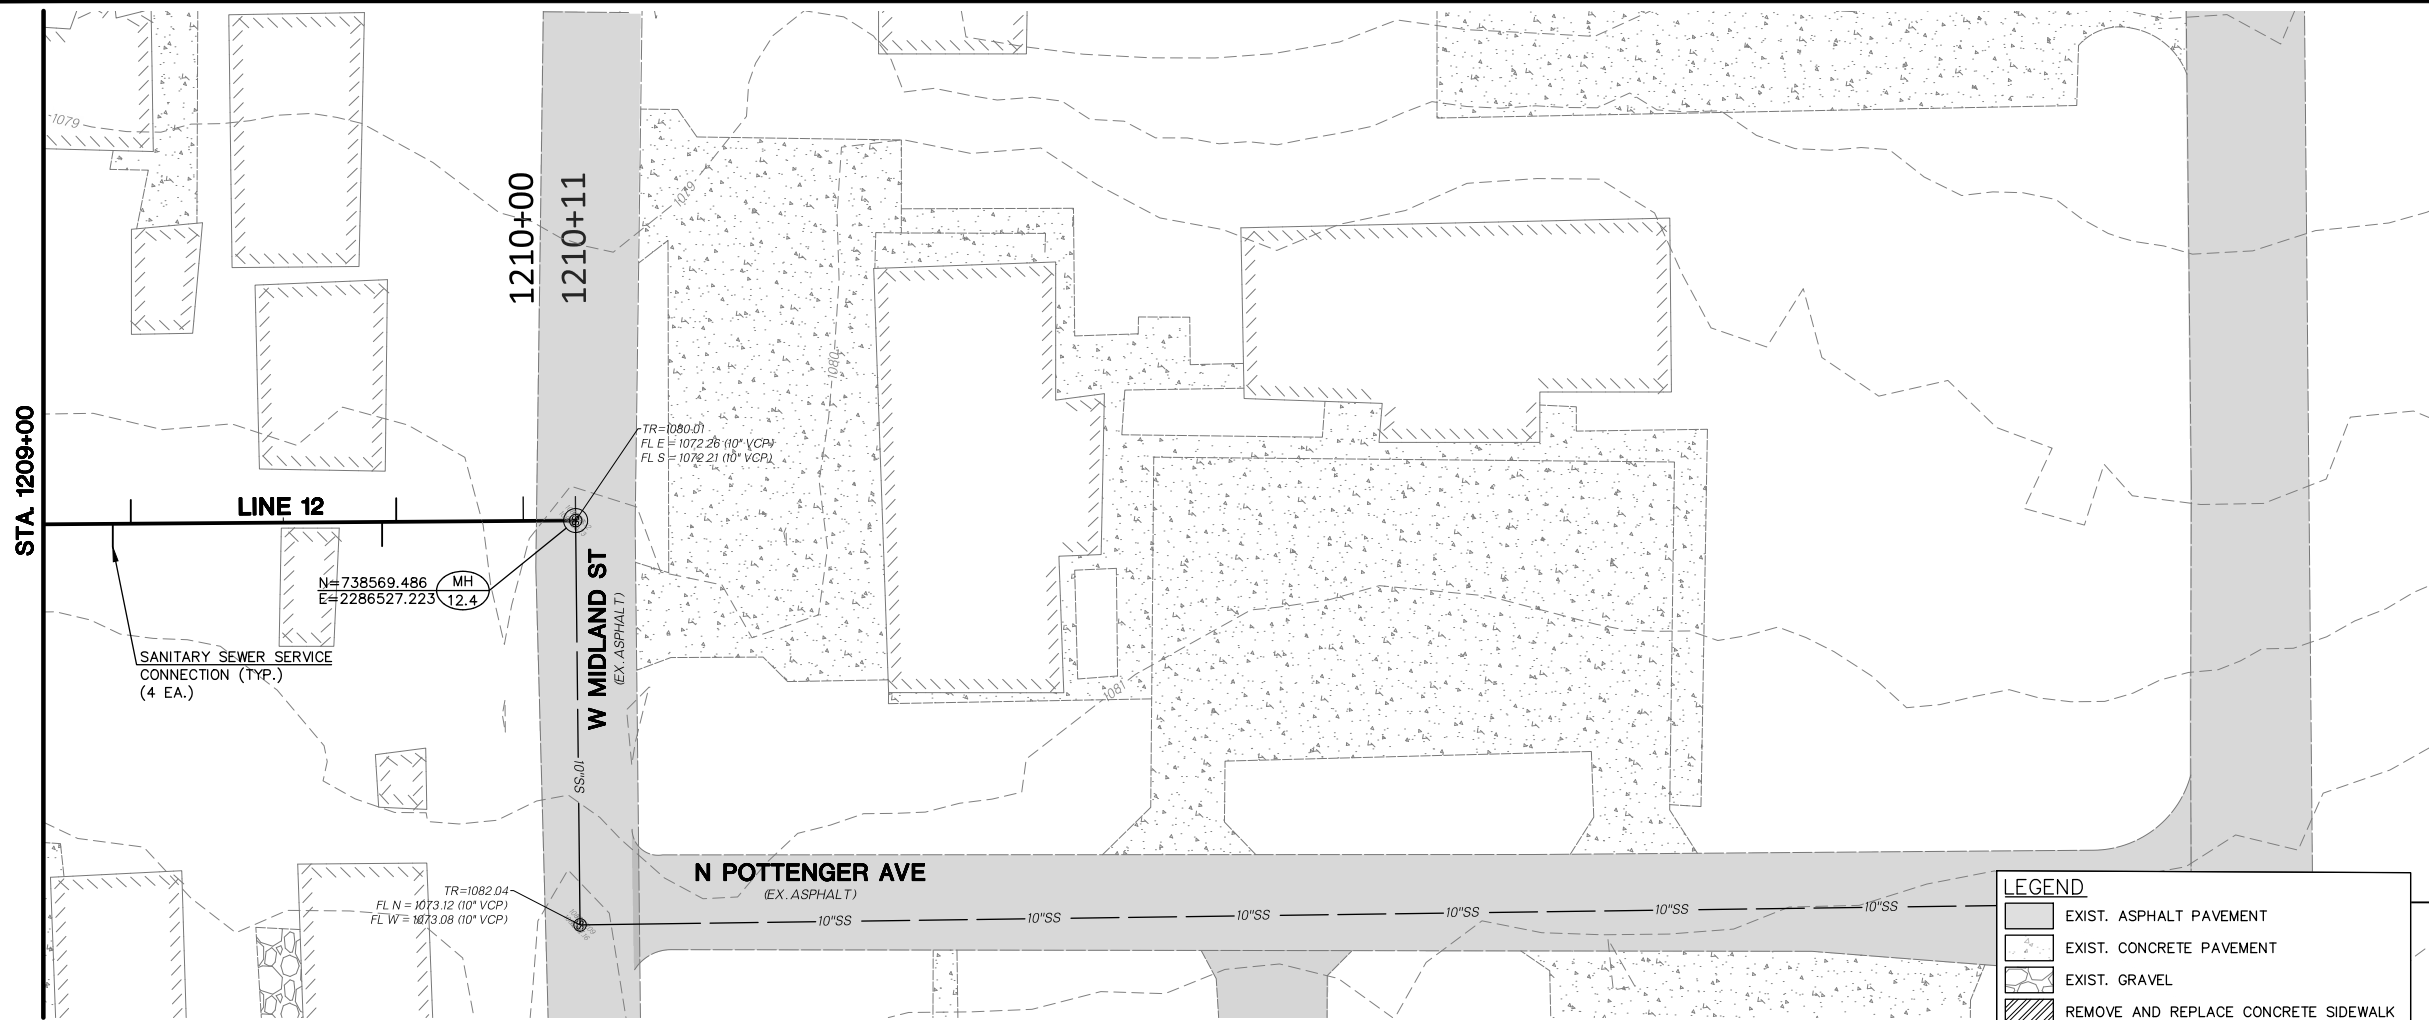 1079
1079
1210+00
1210+11
1080
STA. 1209+00
LINE 12
TR=1080.01
FL E = 1072.26 (10" VCP)
FL S = 1072.21 (10" VCP)
N=738569.486
E=2286527.223
MH
12.4
W MIDLAND ST
(EX. ASPHALT)
SANITARY SEWER SERVICE
CONNECTION (TYP.)
(4 EA.)
1081
10"SS
N POTTENGER AVE
(EX. ASPHALT)
TR=1082.04
FL N = 1073.12 (10" VCP)
FL W = 1073.08 (10" VCP)
10"SS
10"SS
10"SS
10"SS
10"SS
10"SS
LEGEND
EXIST. ASPHALT PAVEMENT
EXIST. CONCRETE PAVEMENT
EXIST. GRAVEL
REMOVE AND REPLACE CONCRETE SIDEWALK